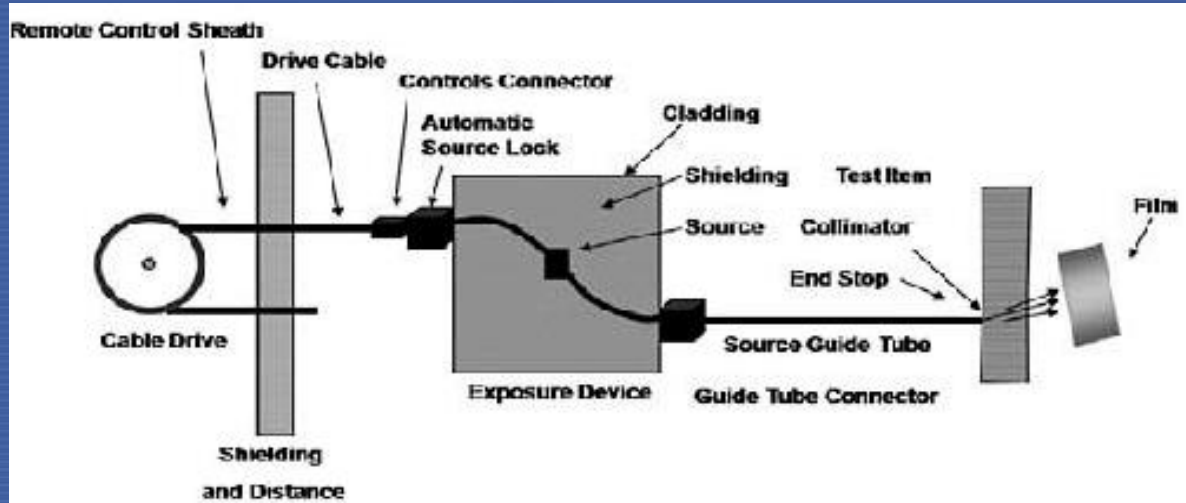 Remote Control Sheath
Drive Cable
Controls Connector
Automatic
Source Lock
Cladding
Shielding
Source
Test Item
Collimator
End Stop
Film
Cable Drive
Source Guide Tube
Exposure Device
Guide Tube Connector
Shielding
and Distance